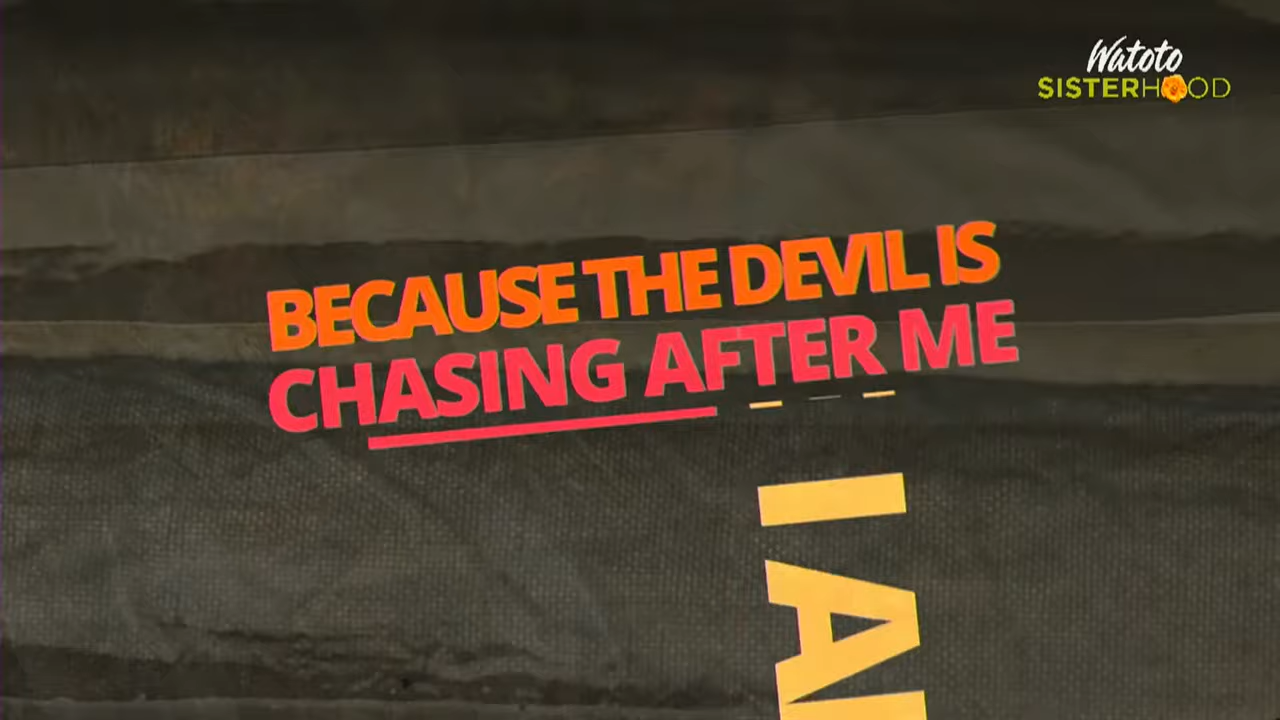 Watoto
SISTERHOOD
BECAUSE THE DEVIL IS
CHASING AFTER ME
I